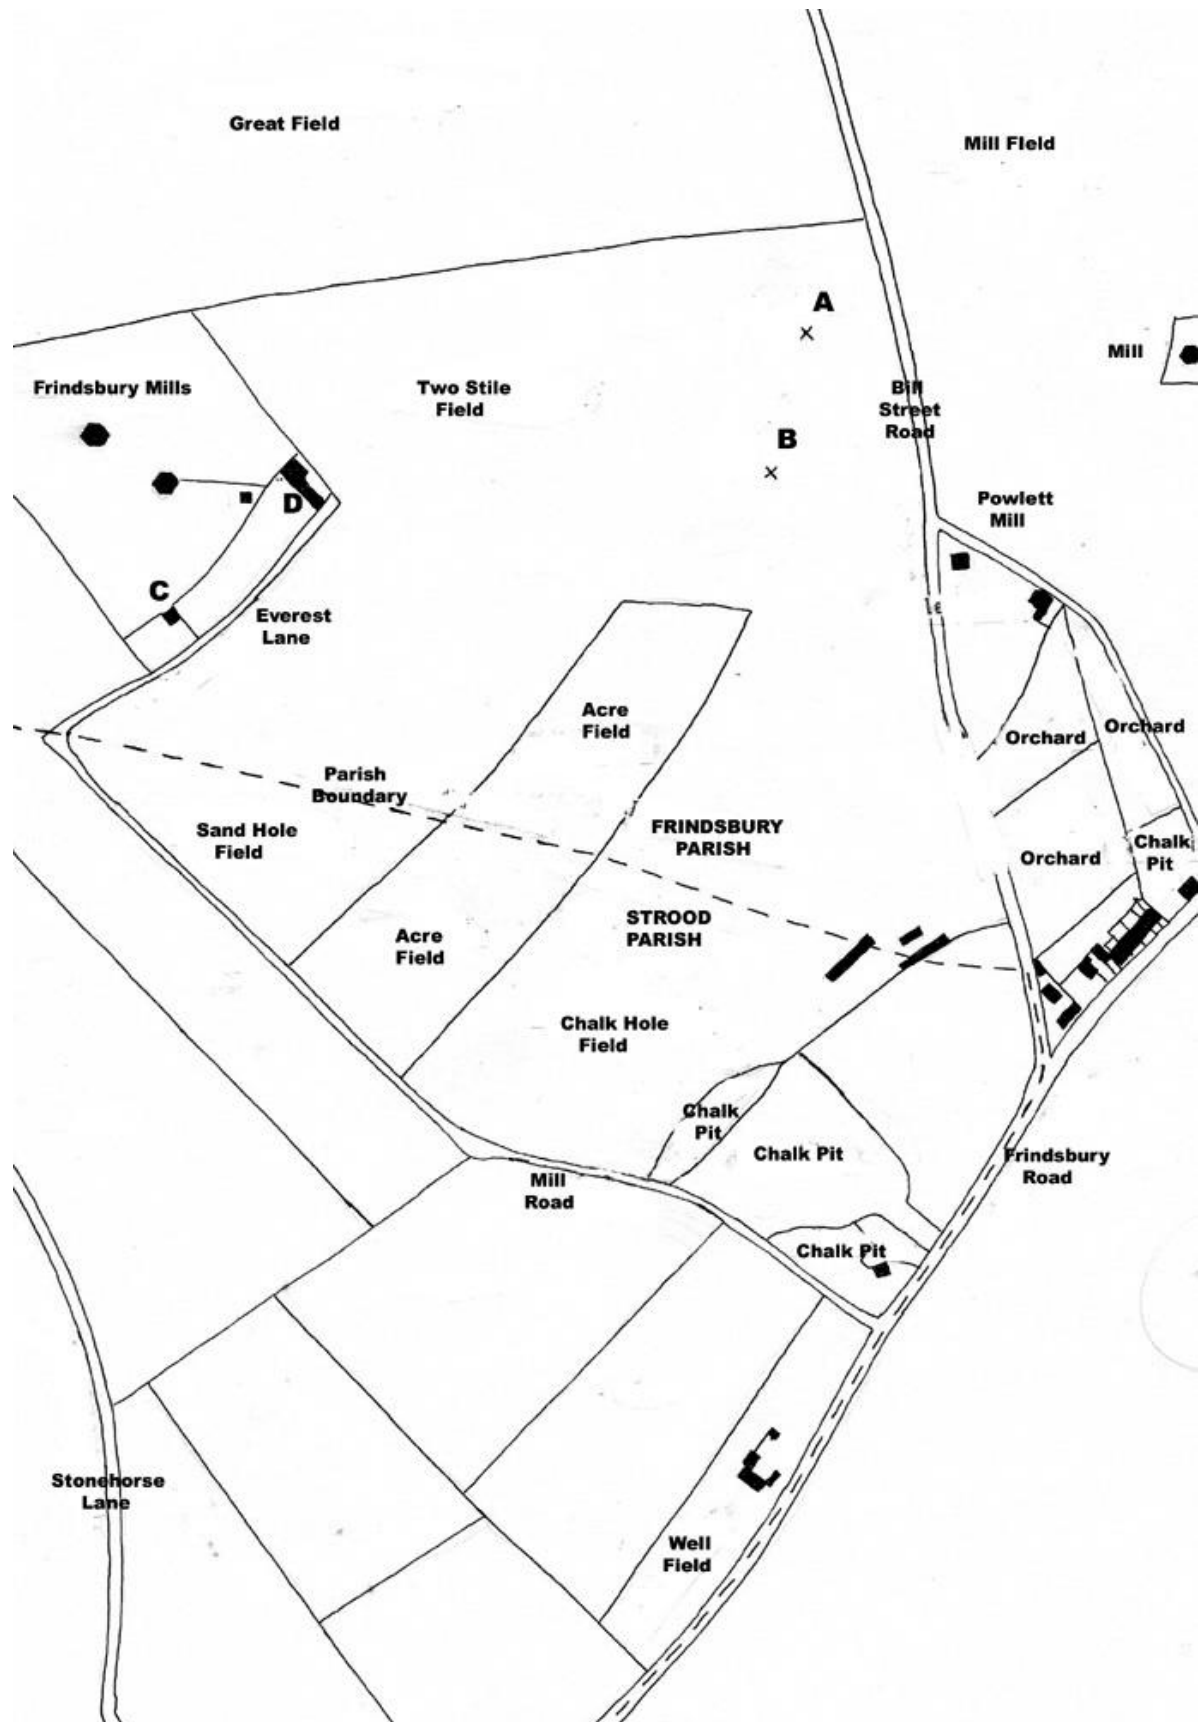 Great Field
Mill FIeld
A
Mill
Frindsbury Mills
Two Stile
Field
Bill
Street
Road
B
Powlett
Mill
D
C
Everest
Lane
Acre
Field
Orchard
Orchard
Parish
Boundary
Sand Hole
Field
FRINDSBURY
PARISH
Orchard
Chalk
Pit
Acre
Field
STROOD
PARISH
Chalk Hole
Field
Chalk
Pit
Chalk Pit
Frindsbury
Road
Mill
Road
Chalk Pit
Stonehorse
Lane
Well
Field